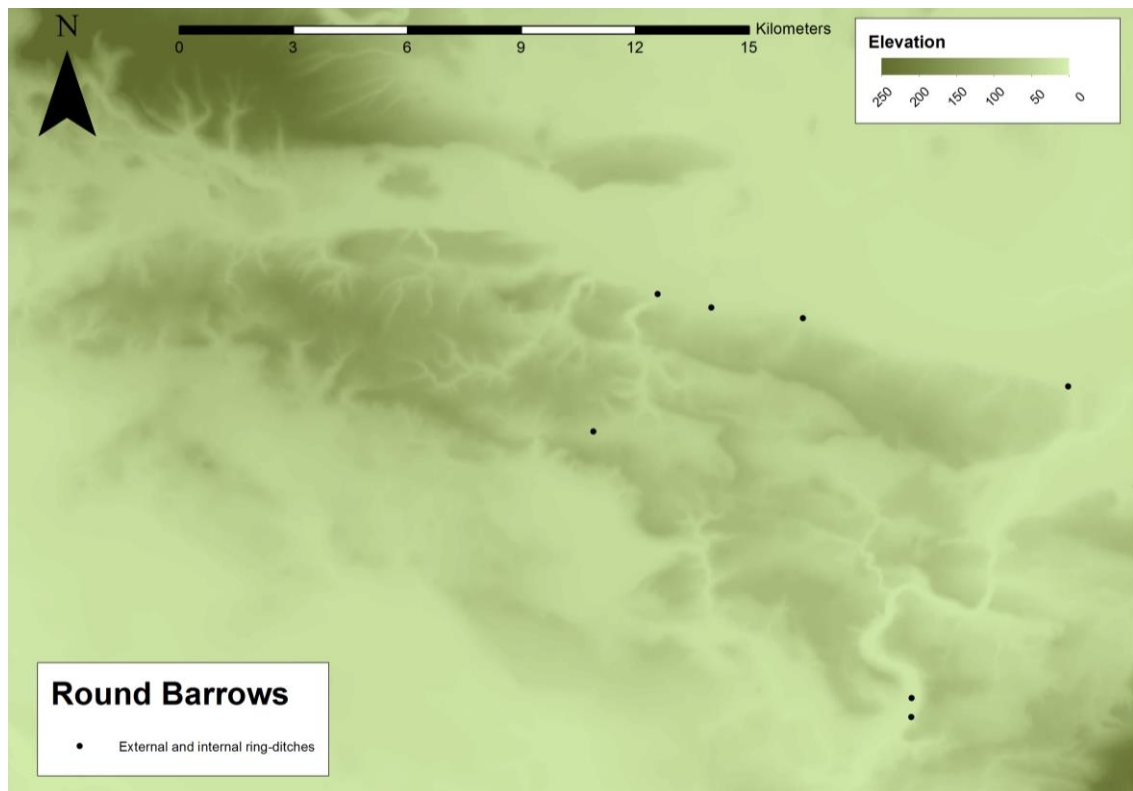 N
Kilometers
0 3 6 9 12 15
Elevation
250 200 150 100 50 0
Round Barrows
External and internal ring-ditches